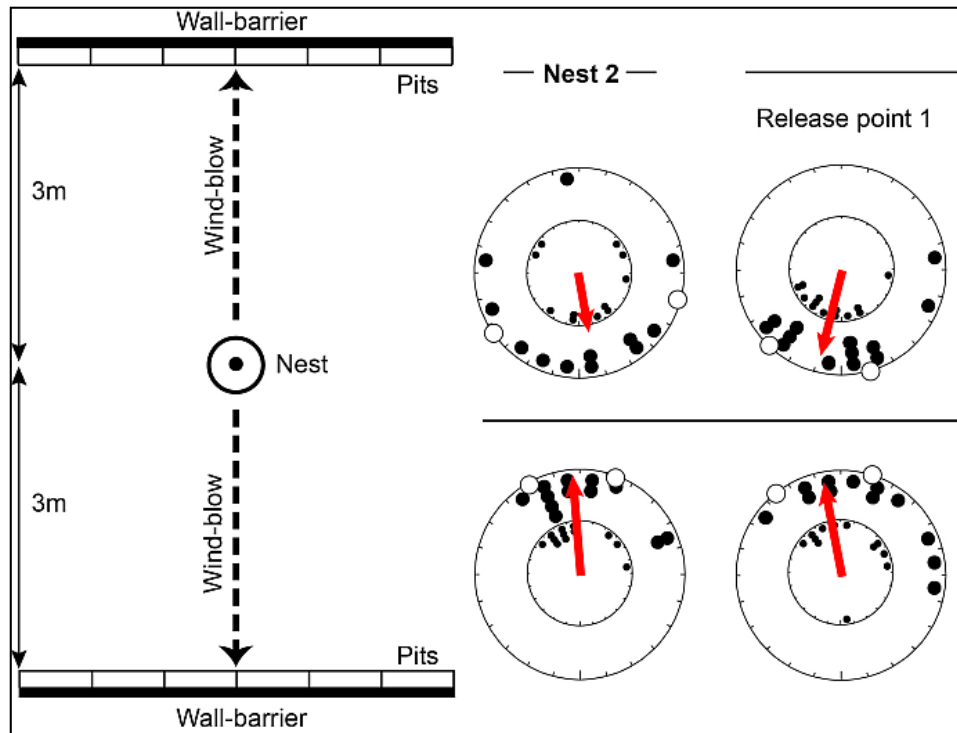 Wall-barrier
Pits
Wind-blow
3m
Nest
3m
Wind-blow
Pits
Wall-barrier
Nest 2
Release point 1